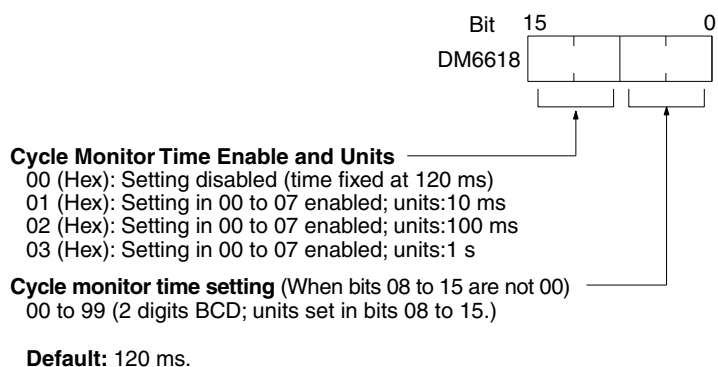 Bit 15 0
DM6618
Cycle Monitor Time Enable and Units
00 (Hex): Setting disabled (time fixed at 120 ms)
01 (Hex): Setting in 00 to 07 enabled; units:10 ms
02 (Hex): Setting in 00 to 07 enabled; units:100 ms
03 (Hex): Setting in 00 to 07 enabled; units:1 s
Cycle monitor time setting (When bits 08 to 15 are not 00)
00 to 99 (2 digits BCD; units set in bits 08 to 15.)
Default: 120 ms.